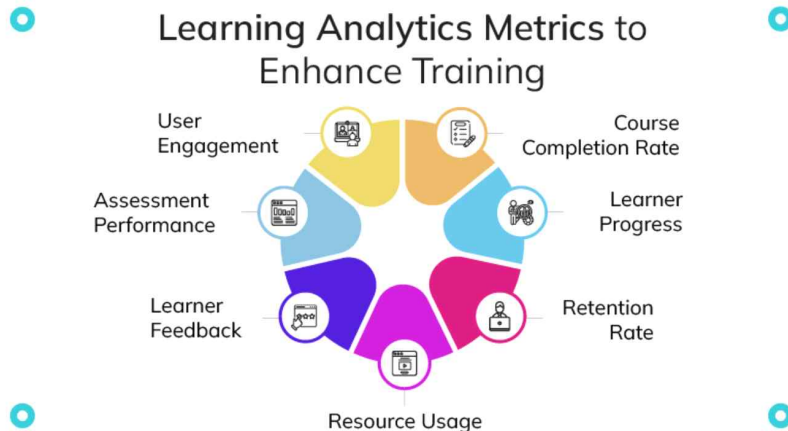 Learning Analytics Metrics to
Enhance Training
User
Engagement
Course
Completion Rate
Assessment
Performance
Learner
Progress
Learner
Feedback
Retention
Rate
Resource Usage